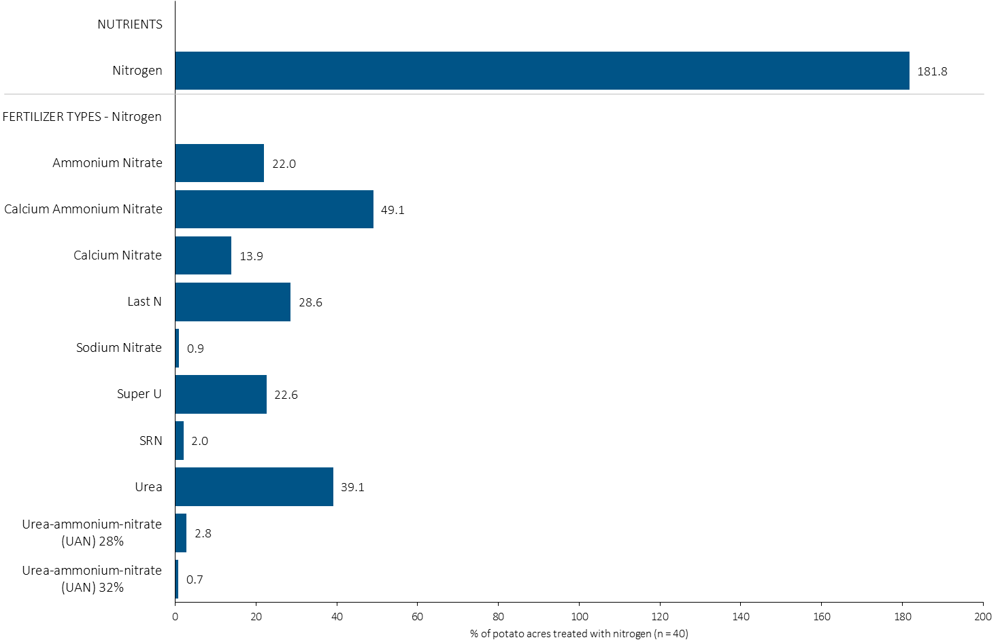 NUTRIENTS
Nitrogen 181.8
FERTILIZER TYPES - Nitrogen
Ammonium Nitrate 22.0
Calcium Ammonium Nitrate 49.1
Calcium Nitrate 13.9
Last N 28.6
Sodium Nitrate 0.9
Super U 22.6
SRN 2.0
Urea 39.1
Urea-ammonium-nitrate
(UAN) 28% 2.8
Urea-ammonium-nitrate
(UAN) 32% 0.7
0 20 40 60 80 100 120 140 160 180 200
% of potato acres treated with nitrogen (n = 40)